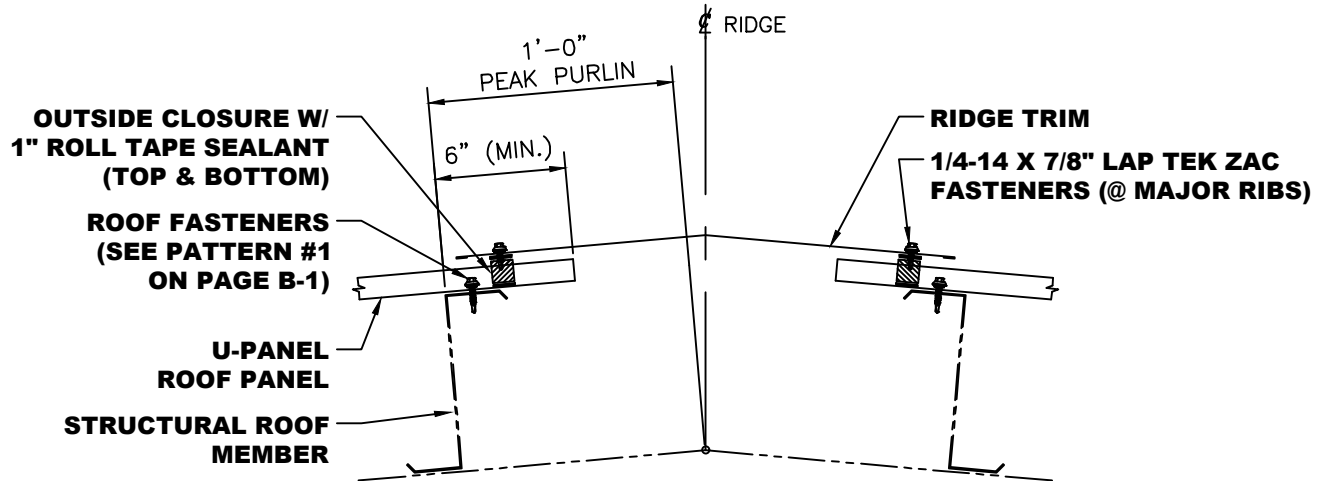 ℄ RIDGE
1'-0"
PEAK PURLIN
6" (MIN.)
OUTSIDE CLOSURE W/
1" ROLL TAPE SEALANT
(TOP & BOTTOM)
ROOF FASTENERS
(SEE PATTERN #1
ON PAGE B-1)
U-PANEL
ROOF PANEL
STRUCTURAL ROOF
MEMBER
RIDGE TRIM
1/4-14 X 7/8" LAP TEK ZAC
FASTENERS (@ MAJOR RIBS)